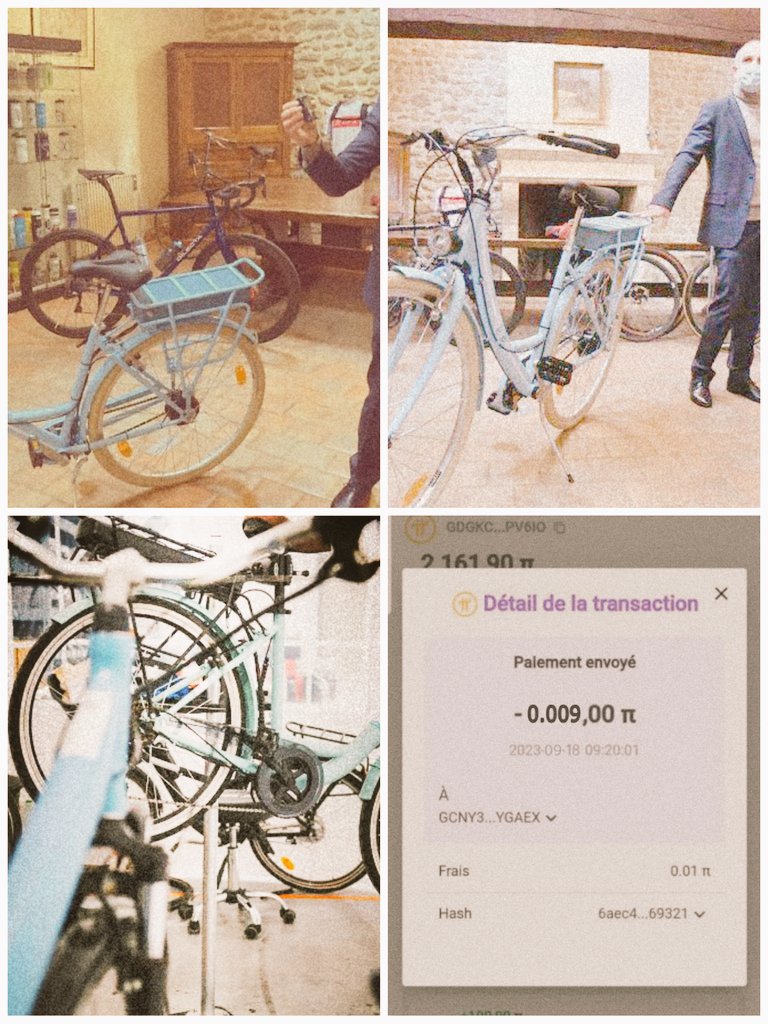 GDGKC...PV6IO
2 161,90 π
Détail de la transaction
Paiement envoyé
- 0.009,00 π
2023-09-18 09:20:01
À
GCNY3...YGAEX
Frais 0.01 π
Hash 6aec4...69321